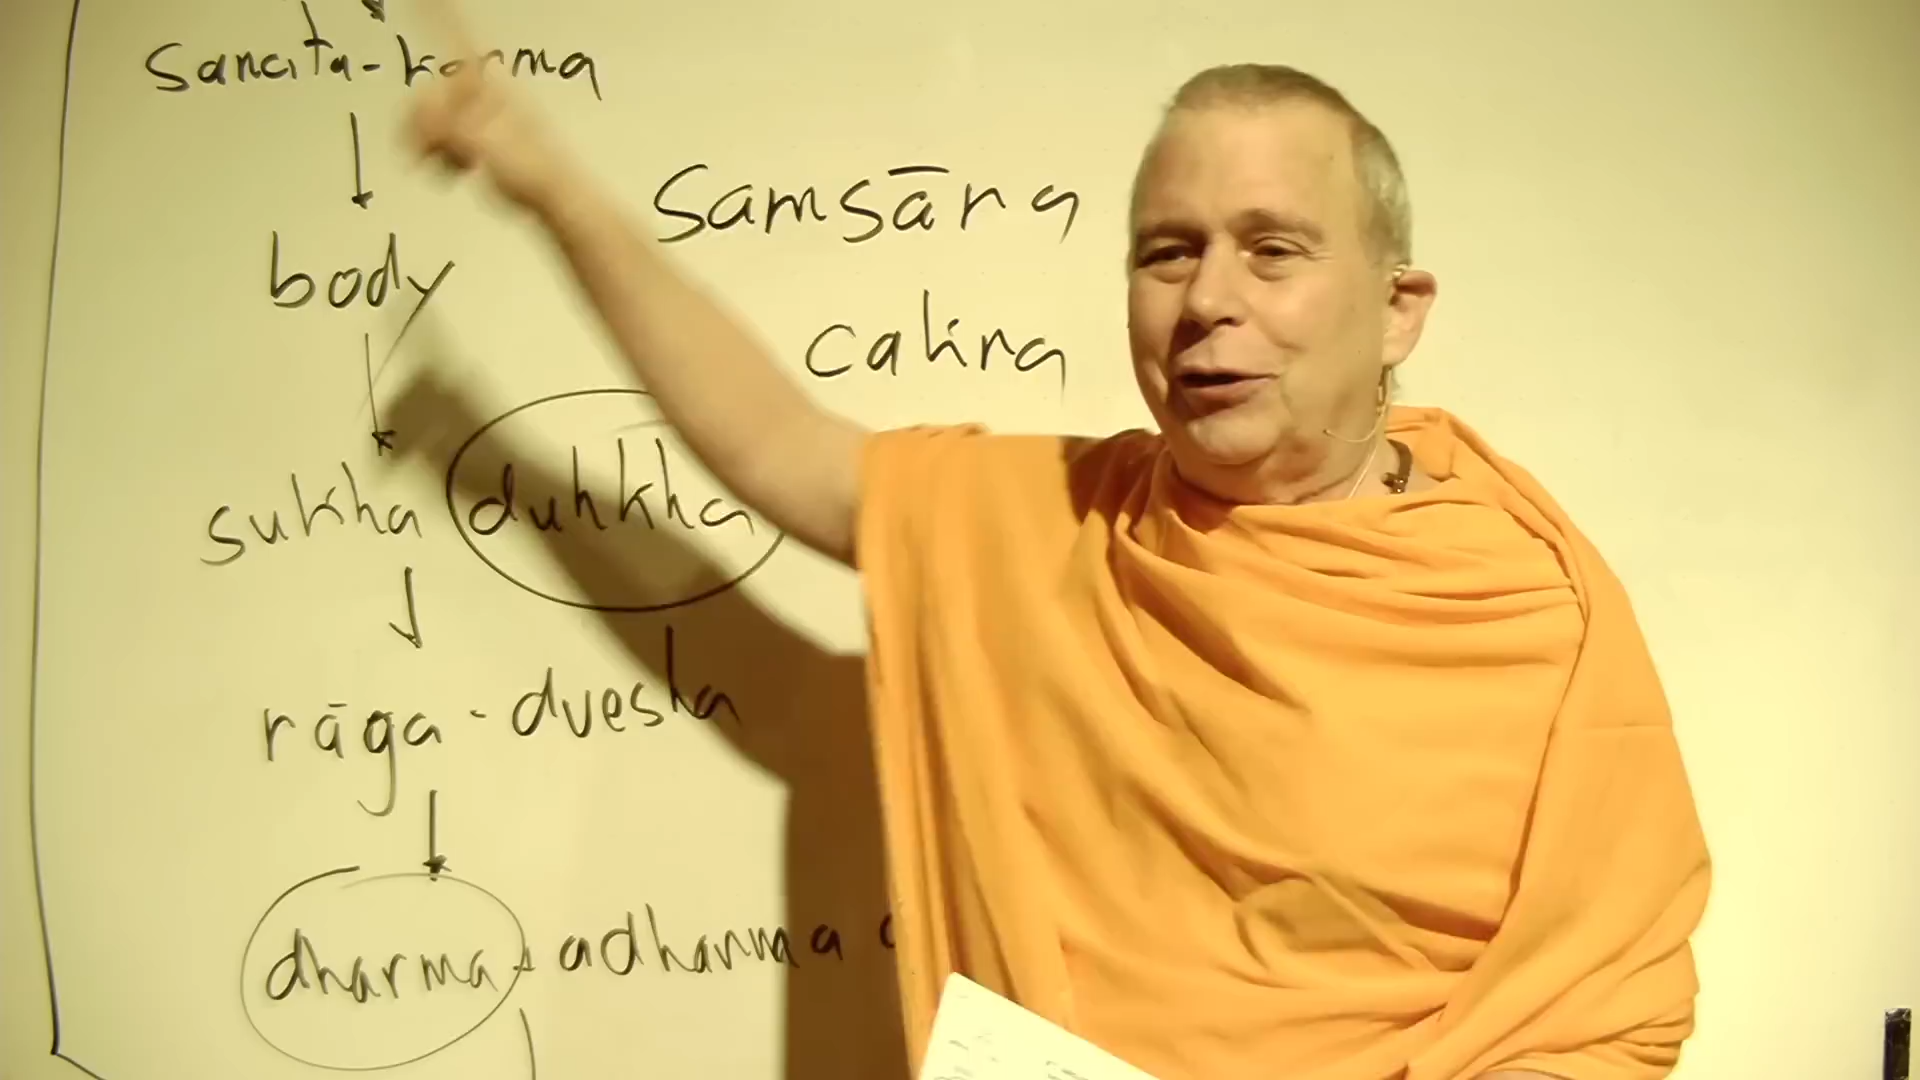 sancita-karma
body
samsāra
cakra
sukha duhkha
rāga - dvesha
dharma - adharma